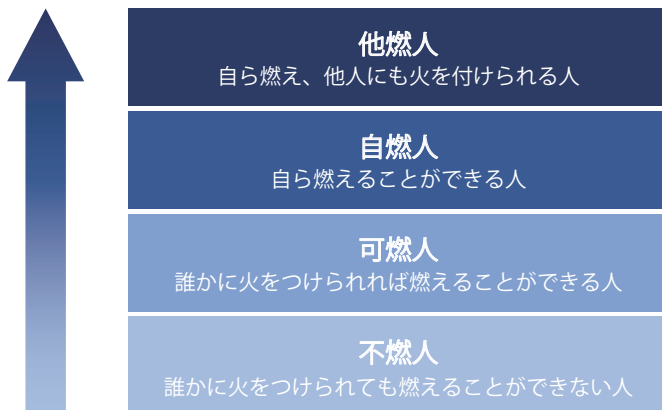 他燃人
自ら燃え、他人にも火を付けられる人
自燃人
自ら燃えることができる人
可燃人
誰かに火をつけられれば燃えることができる人
不燃人
誰かに火をつけられても燃えることができない人